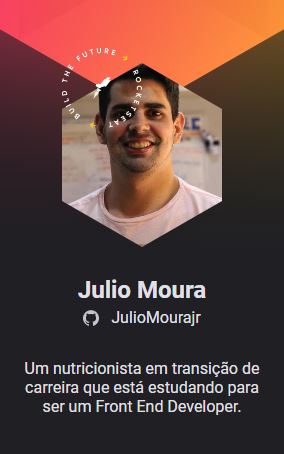 BUILD THE FUTURE → ROCKETSEAT →
Julio Moura
JulioMourajr
Um nutricionista em transição de
carreira que está estudando para
ser um Front End Developer.